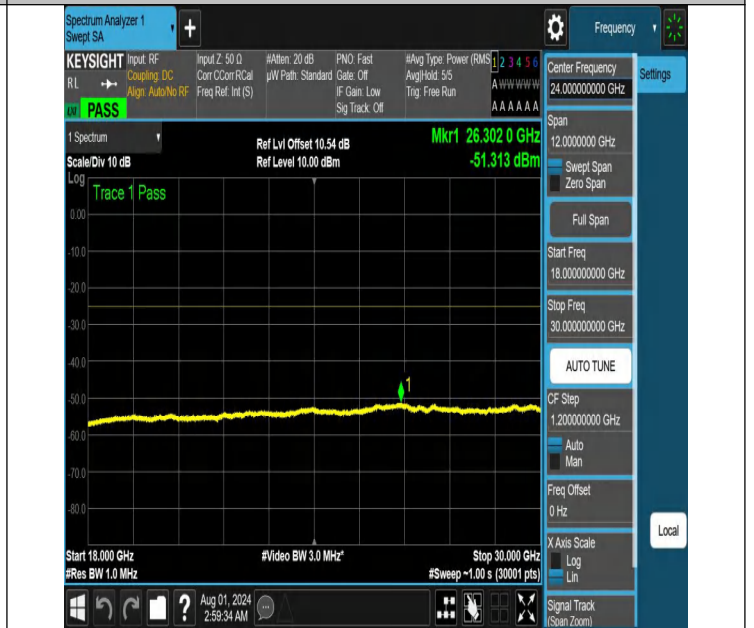 Spectrum Analyzer 1
Swept SA
+
Frequency
KEYSIGHT
RL
PASS
Input: RF
Coupling: DC
Align: Auto/No RF
Input Z: 50 Ω
Corr CCorr RCal
Freq Ref: Int (S)
#Atten: 20 dB
µW Path: Standard
PNO: Fast
Gate: Off
IF Gain: Low
Sig Track: Off
#Avg Type: Power (RMS
Avg|Hold: 5/5
Trig: Free Run
1 2 3 4 5 6
A W W W W W
A A A A A A
1 Spectrum
Scale/Div 10 dB
Ref Lvl Offset 10.54 dB
Ref Level 10.00 dBm
Mkr1 26.302 0 GHz
-51.313 dBm
Log
Trace 1 Pass
0.00
-10.0
-20.0
-30.0
-40.0
-50.0
-60.0
-70.0
-80.0
1
Start 18.000 GHz
#Res BW 1.0 MHz
#Video BW 3.0 MHz*
Stop 30.000 GHz
#Sweep ~1.00 s (30001 pts)
?
Aug 01, 2024
2:59:34 AM
Center Frequency
24.000000000 GHz
Settings
Span
12.0000000 GHz
Swept Span
Zero Span
Full Span
Start Freq
18.000000000 GHz
Stop Freq
30.000000000 GHz
AUTO TUNE
CF Step
1.200000000 GHz
Auto
Man
Freq Offset
0 Hz
X Axis Scale
Log
Lin
Local
Signal Track
(Span Zoom)